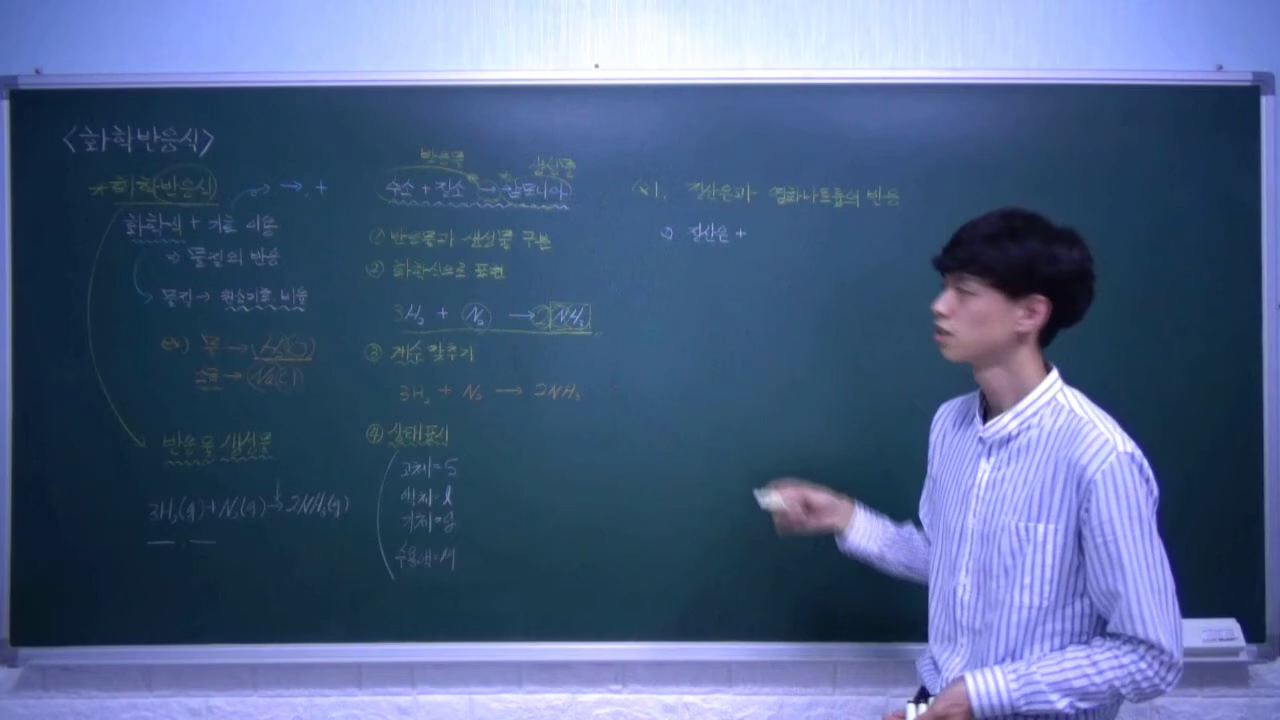 <화학반응식>
*화학반응식 → +
화학식 + 기호 이용
⇒ 물질의 반응
물질 → 원소기호 비율
예) 물 → H₂O
소금 → NaCl
반응물 생성물
3H₂(g)+N₂(g)→2NH₃(g)
반응물 생성물
수소 + 질소 → 암모니아
① 반응물과 생성물 구분
② 화학식으로 표현
3H₂ + N₂ → 2NH₃
③ 계수 맞추기
3H₂ + N₂ → 2NH₃
④ 상태표시
고체=S
액체=l
기체=g
수용액=
1. 질산은과 염화나트륨의 반응
① 질산은 +